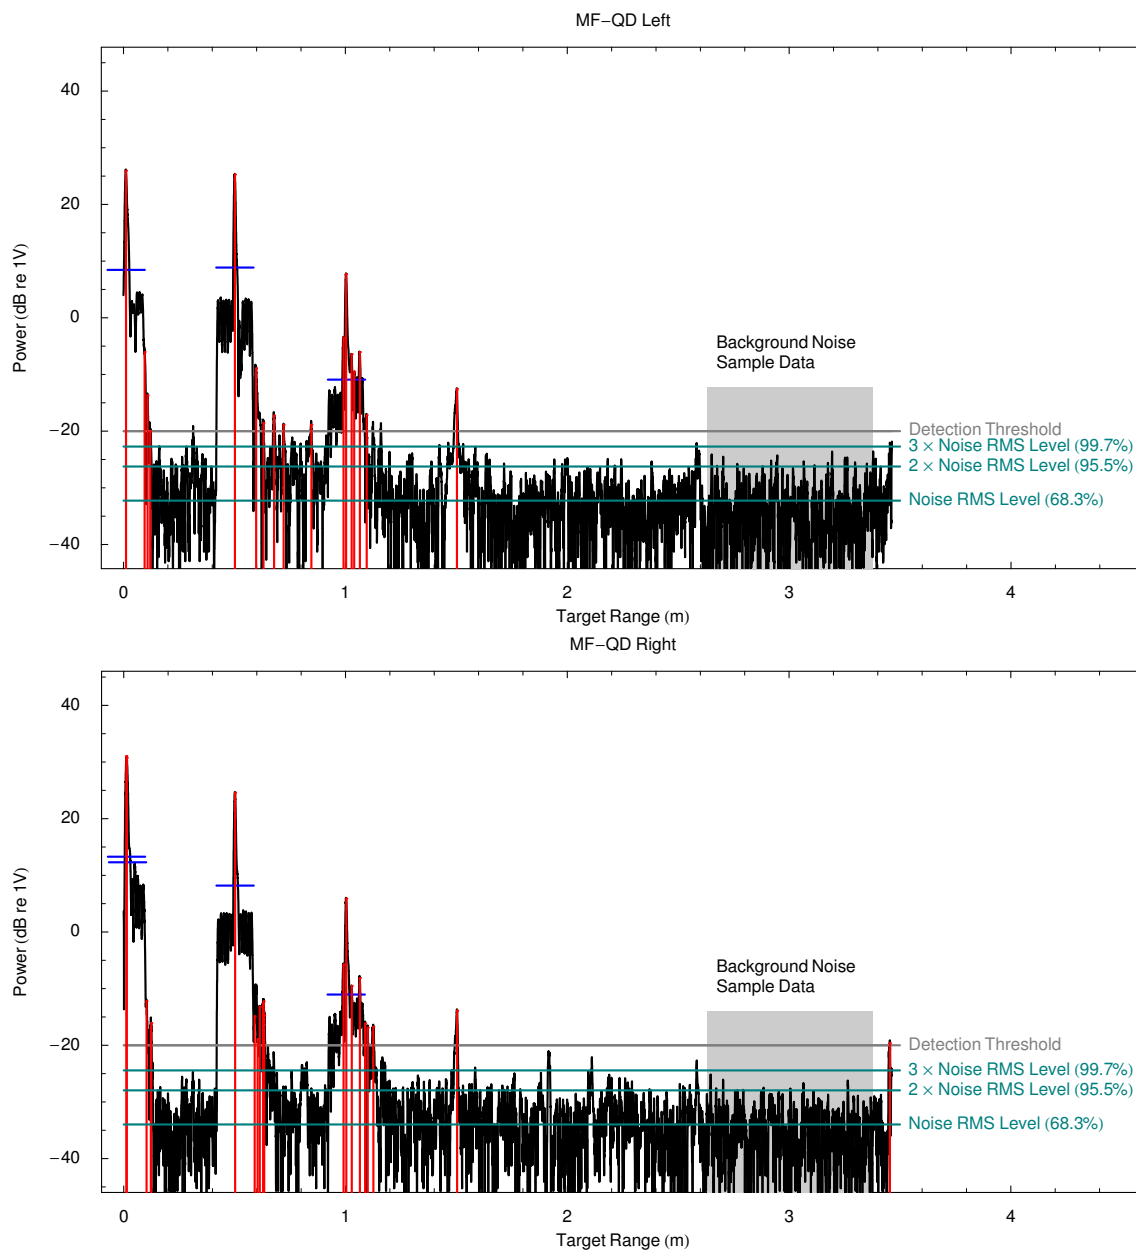 MF−QD Left
Power (dB re 1V)
40
20
0
−20
−40
Background Noise
Sample Data
Detection Threshold
3 × Noise RMS Level (99.7%)
2 × Noise RMS Level (95.5%)
Noise RMS Level (68.3%)
0 1 2 3 4
Target Range (m)
MF−QD Right
Power (dB re 1V)
40
20
0
−20
−40
Background Noise
Sample Data
Detection Threshold
3 × Noise RMS Level (99.7%)
2 × Noise RMS Level (95.5%)
Noise RMS Level (68.3%)
0 1 2 3 4
Target Range (m)